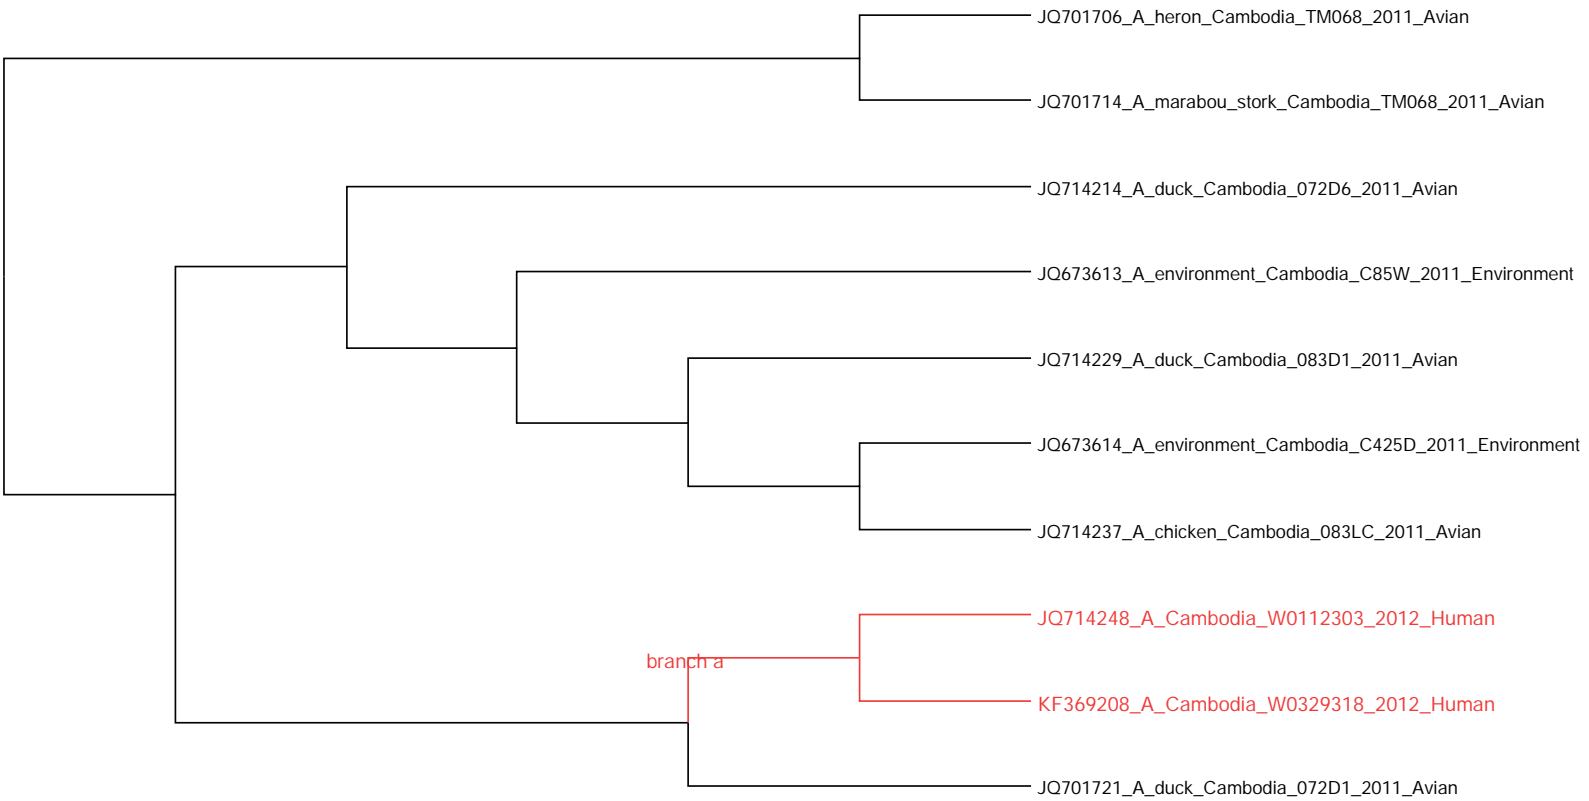 JQ701706_A_heron_Cambodia_TM068_2011_Avian
JQ701714_A_marabou_stork_Cambodia_TM068_2011_Avian
JQ714214_A_duck_Cambodia_072D6_2011_Avian
JQ673613_A_environment_Cambodia_C85W_2011_Environment
JQ714229_A_duck_Cambodia_083D1_2011_Avian
JQ673614_A_environment_Cambodia_C425D_2011_Environment
JQ714237_A_chicken_Cambodia_083LC_2011_Avian
JQ714248_A_Cambodia_W0112303_2012_Human
branch a
KF369208_A_Cambodia_W0329318_2012_Human
JQ701721_A_duck_Cambodia_072D1_2011_Avian